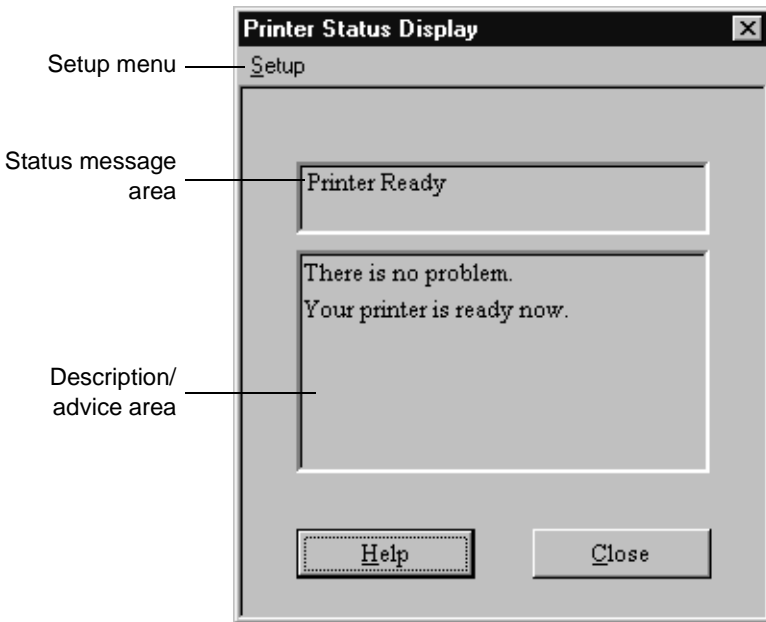 Printer Status Display
Setup menu
Setup
Status message
area
Printer Ready
There is no problem.
Your printer is ready now.
Description/
advice area
Help
Close